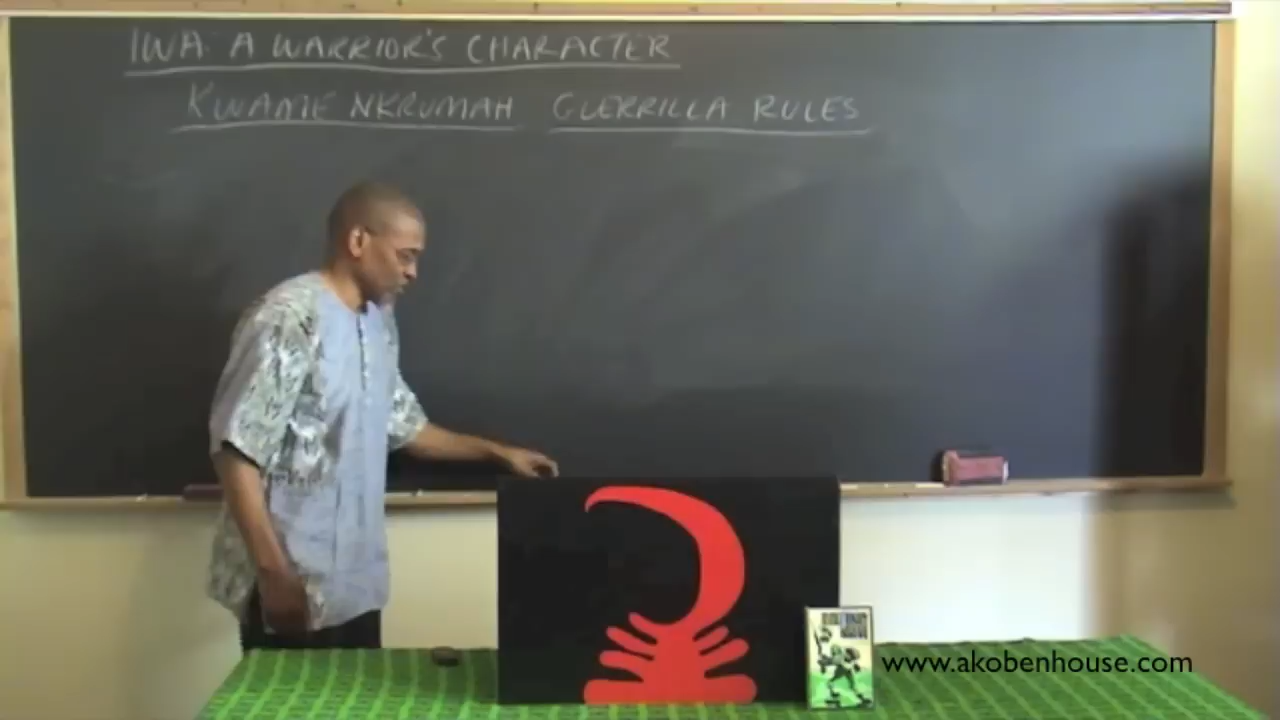 IWA: A WARRIOR'S CHARACTER
KWAME NKRUMAH GUERRILLA RULES
www.akobenhouse.com